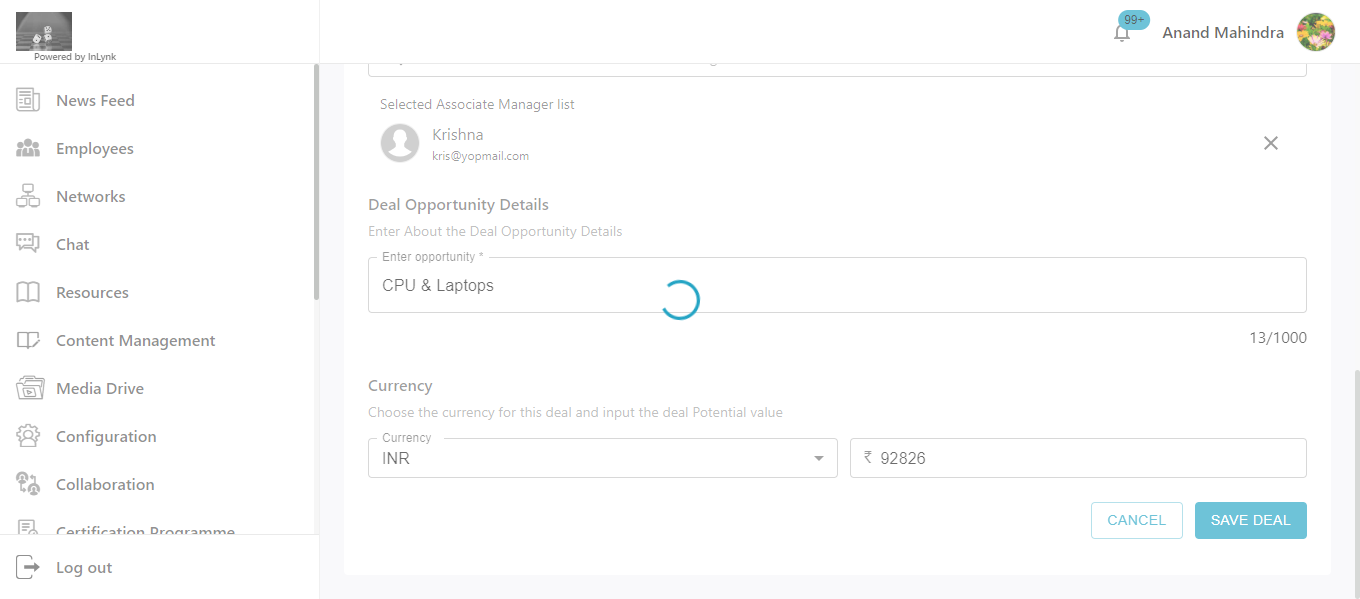 Powered by InLynk
99+
Anand Mahindra
News Feed
Employees
Networks
Chat
Resources
Content Management
Media Drive
Configuration
Collaboration
Certification Programme
Log out
Selected Associate Manager list
Krishna
kris@yopmail.com
Deal Opportunity Details
Enter About the Deal Opportunity Details
Enter opportunity *
CPU & Laptops
13/1000
Currency
Choose the currency for this deal and input the deal Potential value
Currency
INR
₹ 92826
CANCEL
SAVE DEAL